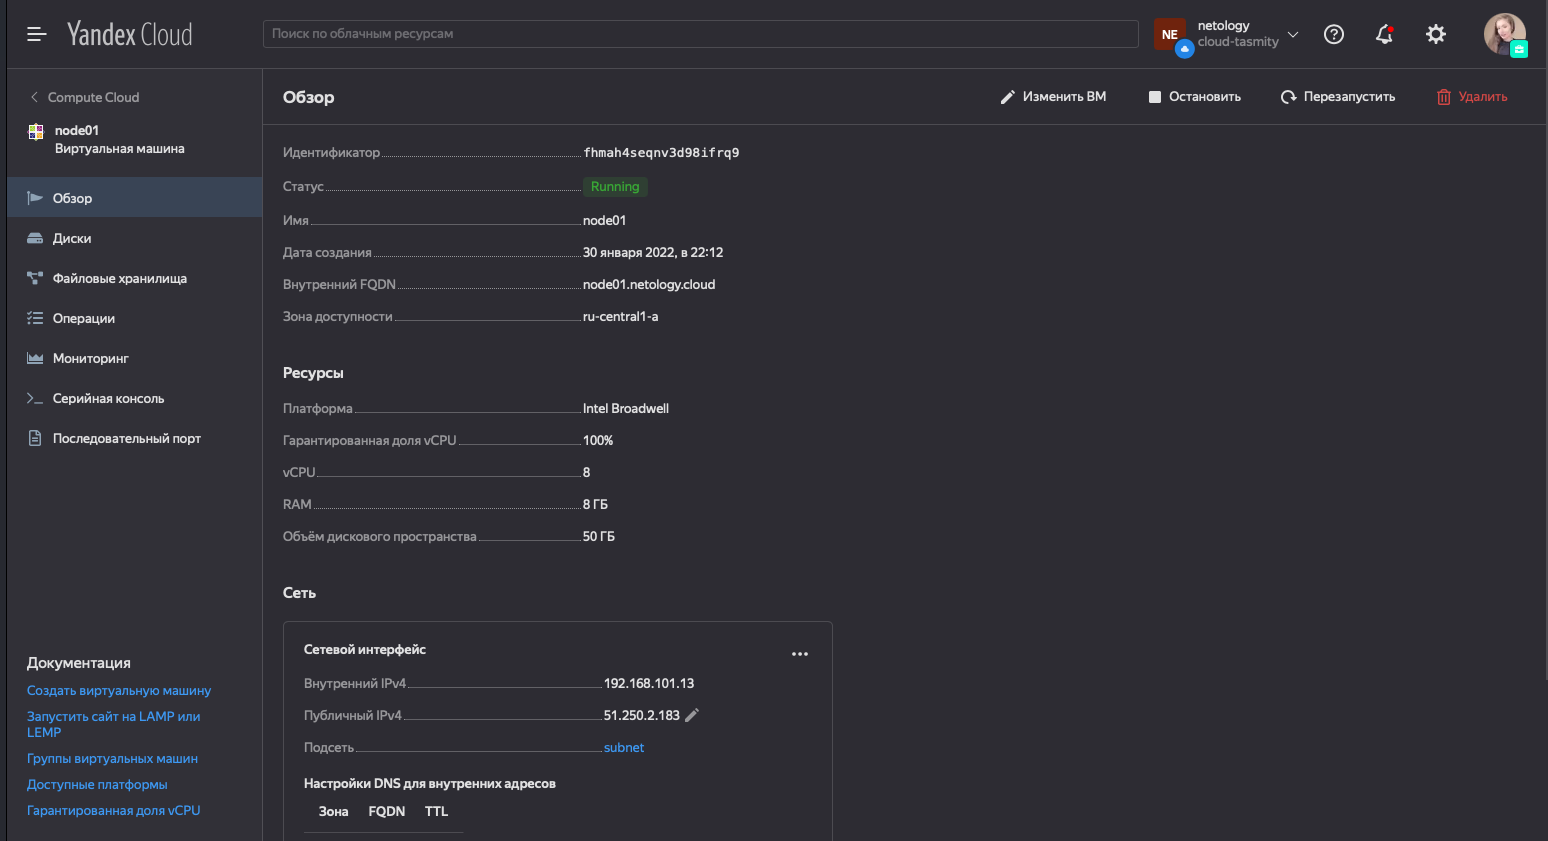 Yandex Cloud
Поиск по облачным ресурсам
NE
netology
cloud-tasmity
Compute Cloud
node01
Виртуальная машина
Обзор
Диски
Файловые хранилища
Операции
Мониторинг
Серийная консоль
Последовательный порт
Документация
Создать виртуальную машину
Запустить сайт на LAMP или
LEMP
Группы виртуальных машин
Доступные платформы
Гарантированная доля vCPU
Обзор
Изменить ВМ
Остановить
Перезапустить
Удалить
Идентификатор fhmah4seqnv3d98ifrq9
Статус Running
Имя node01
Дата создания 30 января 2022, в 22:12
Внутренний FQDN node01.netology.cloud
Зона доступности ru-central1-a
Ресурсы
Платформа Intel Broadwell
Гарантированная доля vCPU 100%
vCPU 8
RAM 8 ГБ
Объём дискового пространства 50 ГБ
Сеть
Сетевой интерфейс
Внутренний IPv4 192.168.101.13
Публичный IPv4 51.250.2.183
Подсеть subnet
Настройки DNS для внутренних адресов
Зона FQDN TTL